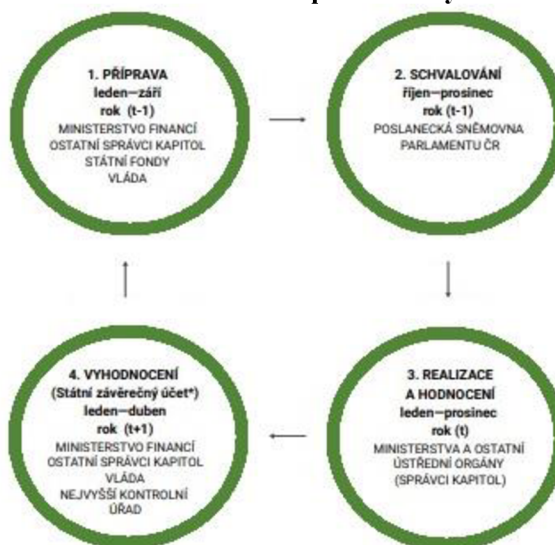 1. PŘÍPRAVA
leden—září
rok (t-1)
MINISTERSTVO FINANCÍ
OSTATNÍ SPRÁVCI KAPITOL
STÁTNÍ FONDY
VLÁDA
2. SCHVALOVÁNÍ
říjen—prosinec
rok (t-1)
POSLANECKÁ SNĚMOVNA
PARLAMENTU ČR
4. VYHODNOCENÍ
(Státní závěrečný účet*)
leden—duben
rok (t+1)
MINISTERSTVO FINANCÍ
OSTATNÍ SPRÁVCI KAPITOL
VLÁDA
NEJVYŠŠÍ KONTROLNÍ
ÚŘAD
3. REALIZACE
A HODNOCENÍ
leden—prosinec
rok (t)
MINISTERSTVA A OSTATNÍ
ÚSTŘEDNÍ ORGÁNY
(SPRÁVCI KAPITOL)